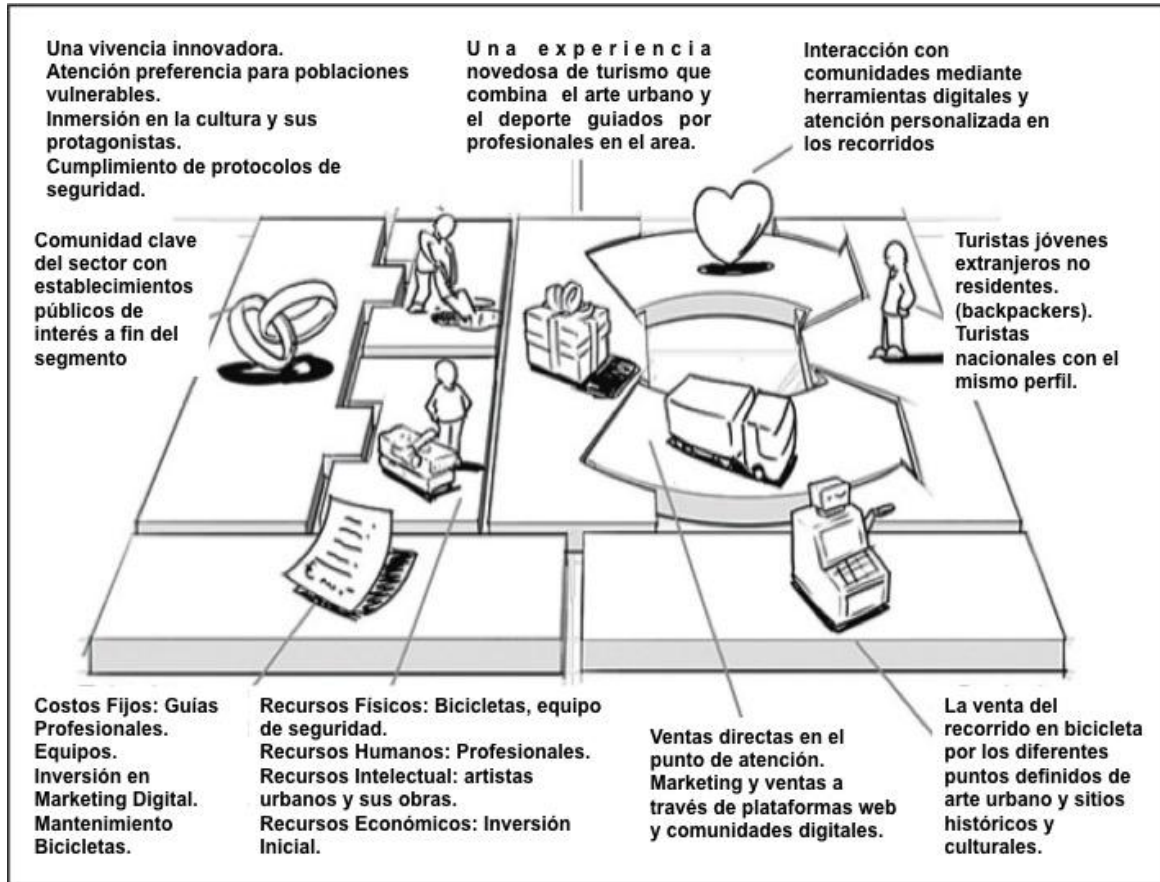 Una vivencia innovadora.
Atención preferencia para poblaciones
vulnerables.
Inmersión en la cultura y sus
protagonistas.
Cumplimiento de protocolos de
seguridad.
Una experiencia
novedosa de turismo que
combina el arte urbano y
el deporte guiados por
profesionales en el area.
Interacción con
comunidades mediante
herramientas digitales y
atención personalizada en
los recorridos
Comunidad clave
del sector con
establecimientos
públicos de
interés a fin del
segmento
Turistas jóvenes
extranjeros no
residentes.
(backpackers).
Turistas
nacionales con el
mismo perfil.
Costos Fijos: Guías
Profesionales.
Equipos.
Inversión en
Marketing Digital.
Mantenimiento
Bicicletas.
Recursos Físicos: Bicicletas, equipo
de seguridad.
Recursos Humanos: Profesionales.
Recursos Intelectual: artistas
urbanos y sus obras.
Recursos Económicos: Inversión
Inicial.
Ventas directas en el
punto de atención.
Marketing y ventas a
través de plataformas web
y comunidades digitales.
La venta del
recorrido en bicicleta
por los diferentes
puntos definidos de
arte urbano y sitios
históricos y
culturales.